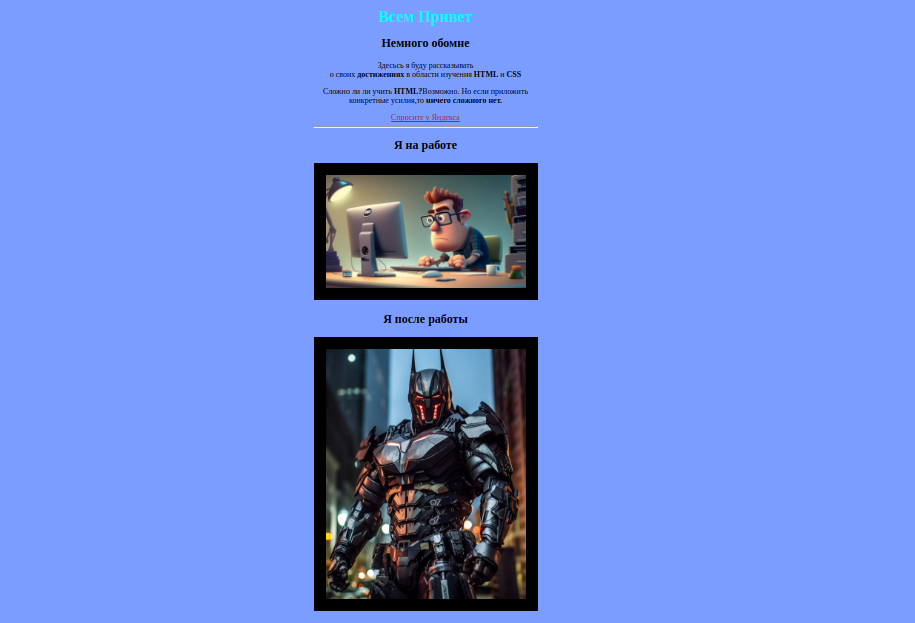 Всем Привет
Немного обомне
Здесьсь я буду рассказывать
о своих достижениях в области изучения HTML и CSS
Сложно ли ли учить HTML?Возможно. Но если приложить
конкретные усилия,то ничего сложного нет.
Спросите у Яндекса
Я на работе
Я после работы